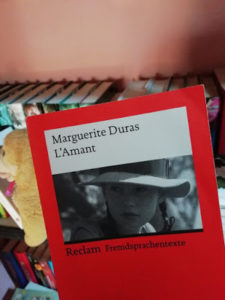 Marguerite Duras
L'Amant
Reclam Fremdsprachentexte